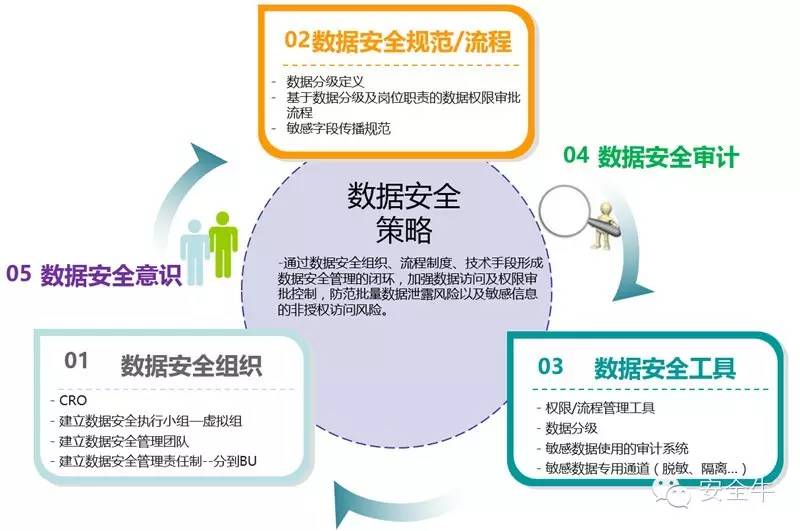 02数据安全规范/流程
- 数据分级定义
- 基于数据分级及岗位职责的数据权限审批
流程
- 敏感字段传播规范
04 数据安全审计
数据安全
策略
-通过数据安全组织、流程制度、技术手段形成
数据安全管理的闭环，加强数据访问及权限审
批控制，防范批量数据泄露风险以及敏感信息
的非授权访问风险。
05 数据安全意识
01 数据安全组织
- CRO
- 建立数据安全执行小组—虚拟组
- 建立数据安全管理团队
- 建立数据安全管理责任制--分到BU
03 数据安全工具
- 权限/流程管理工具
- 数据分级
- 敏感数据使用的审计系统
- 敏感数据专用通道（脱敏、隔离...）
安全牛